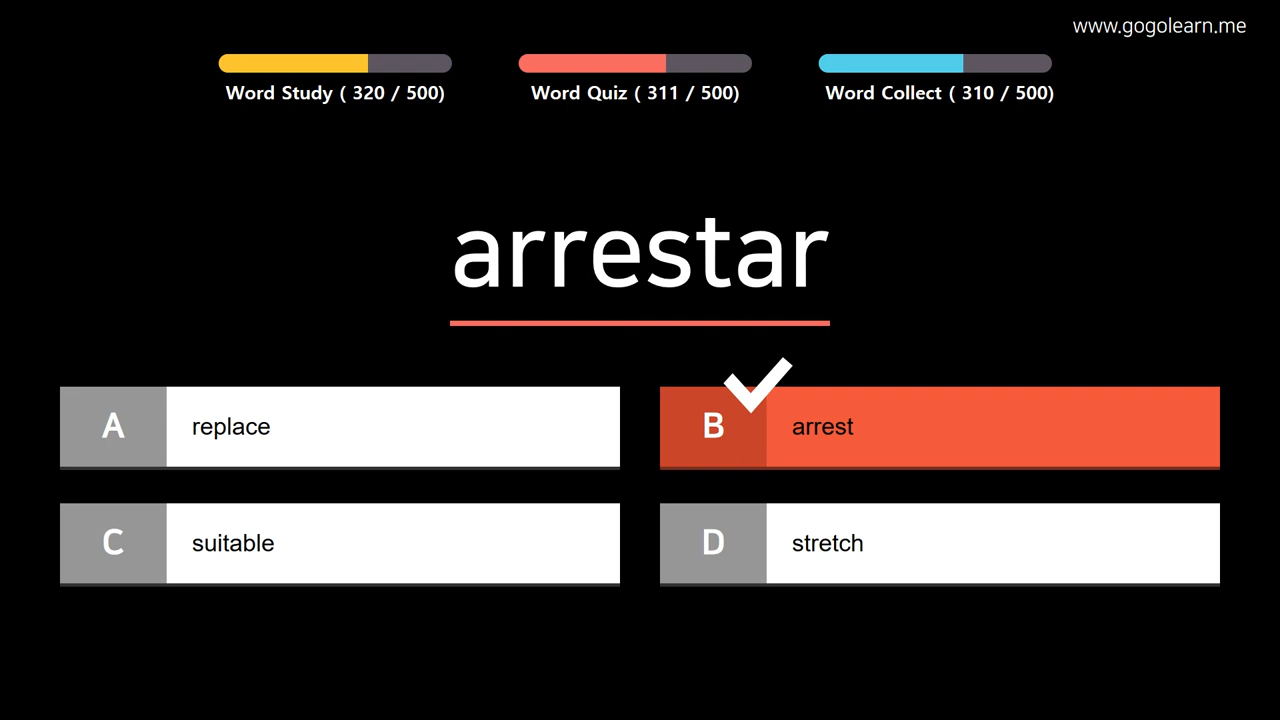 www.gogolearn.me
Word Study ( 320 / 500)
Word Quiz ( 311 / 500)
Word Collect ( 310 / 500)
arrestar
A replace
B arrest
C suitable
D stretch